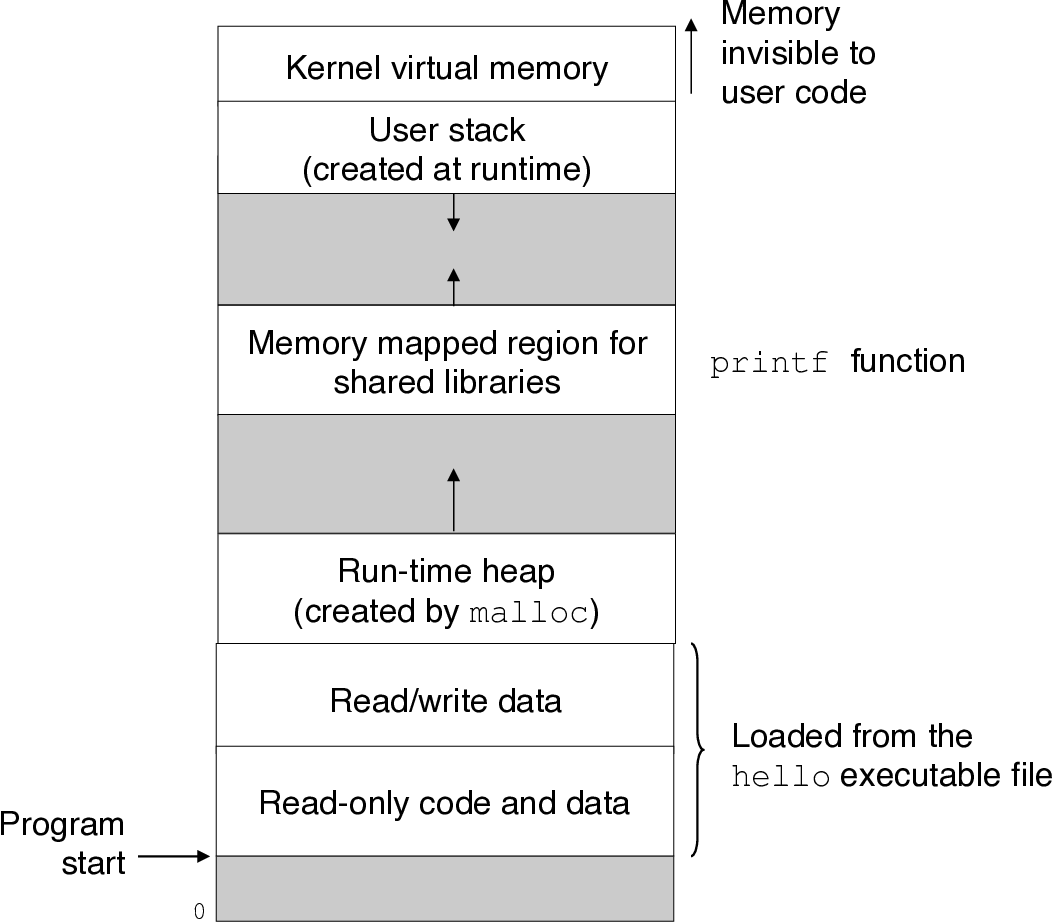 Memory
invisible to
user code
Kernel virtual memory
User stack
(created at runtime)
Memory mapped region for
shared libraries
printf function
Run-time heap
(created by malloc)
Read/write data
Loaded from the
hello executable file
Read-only code and data
Program
start
0